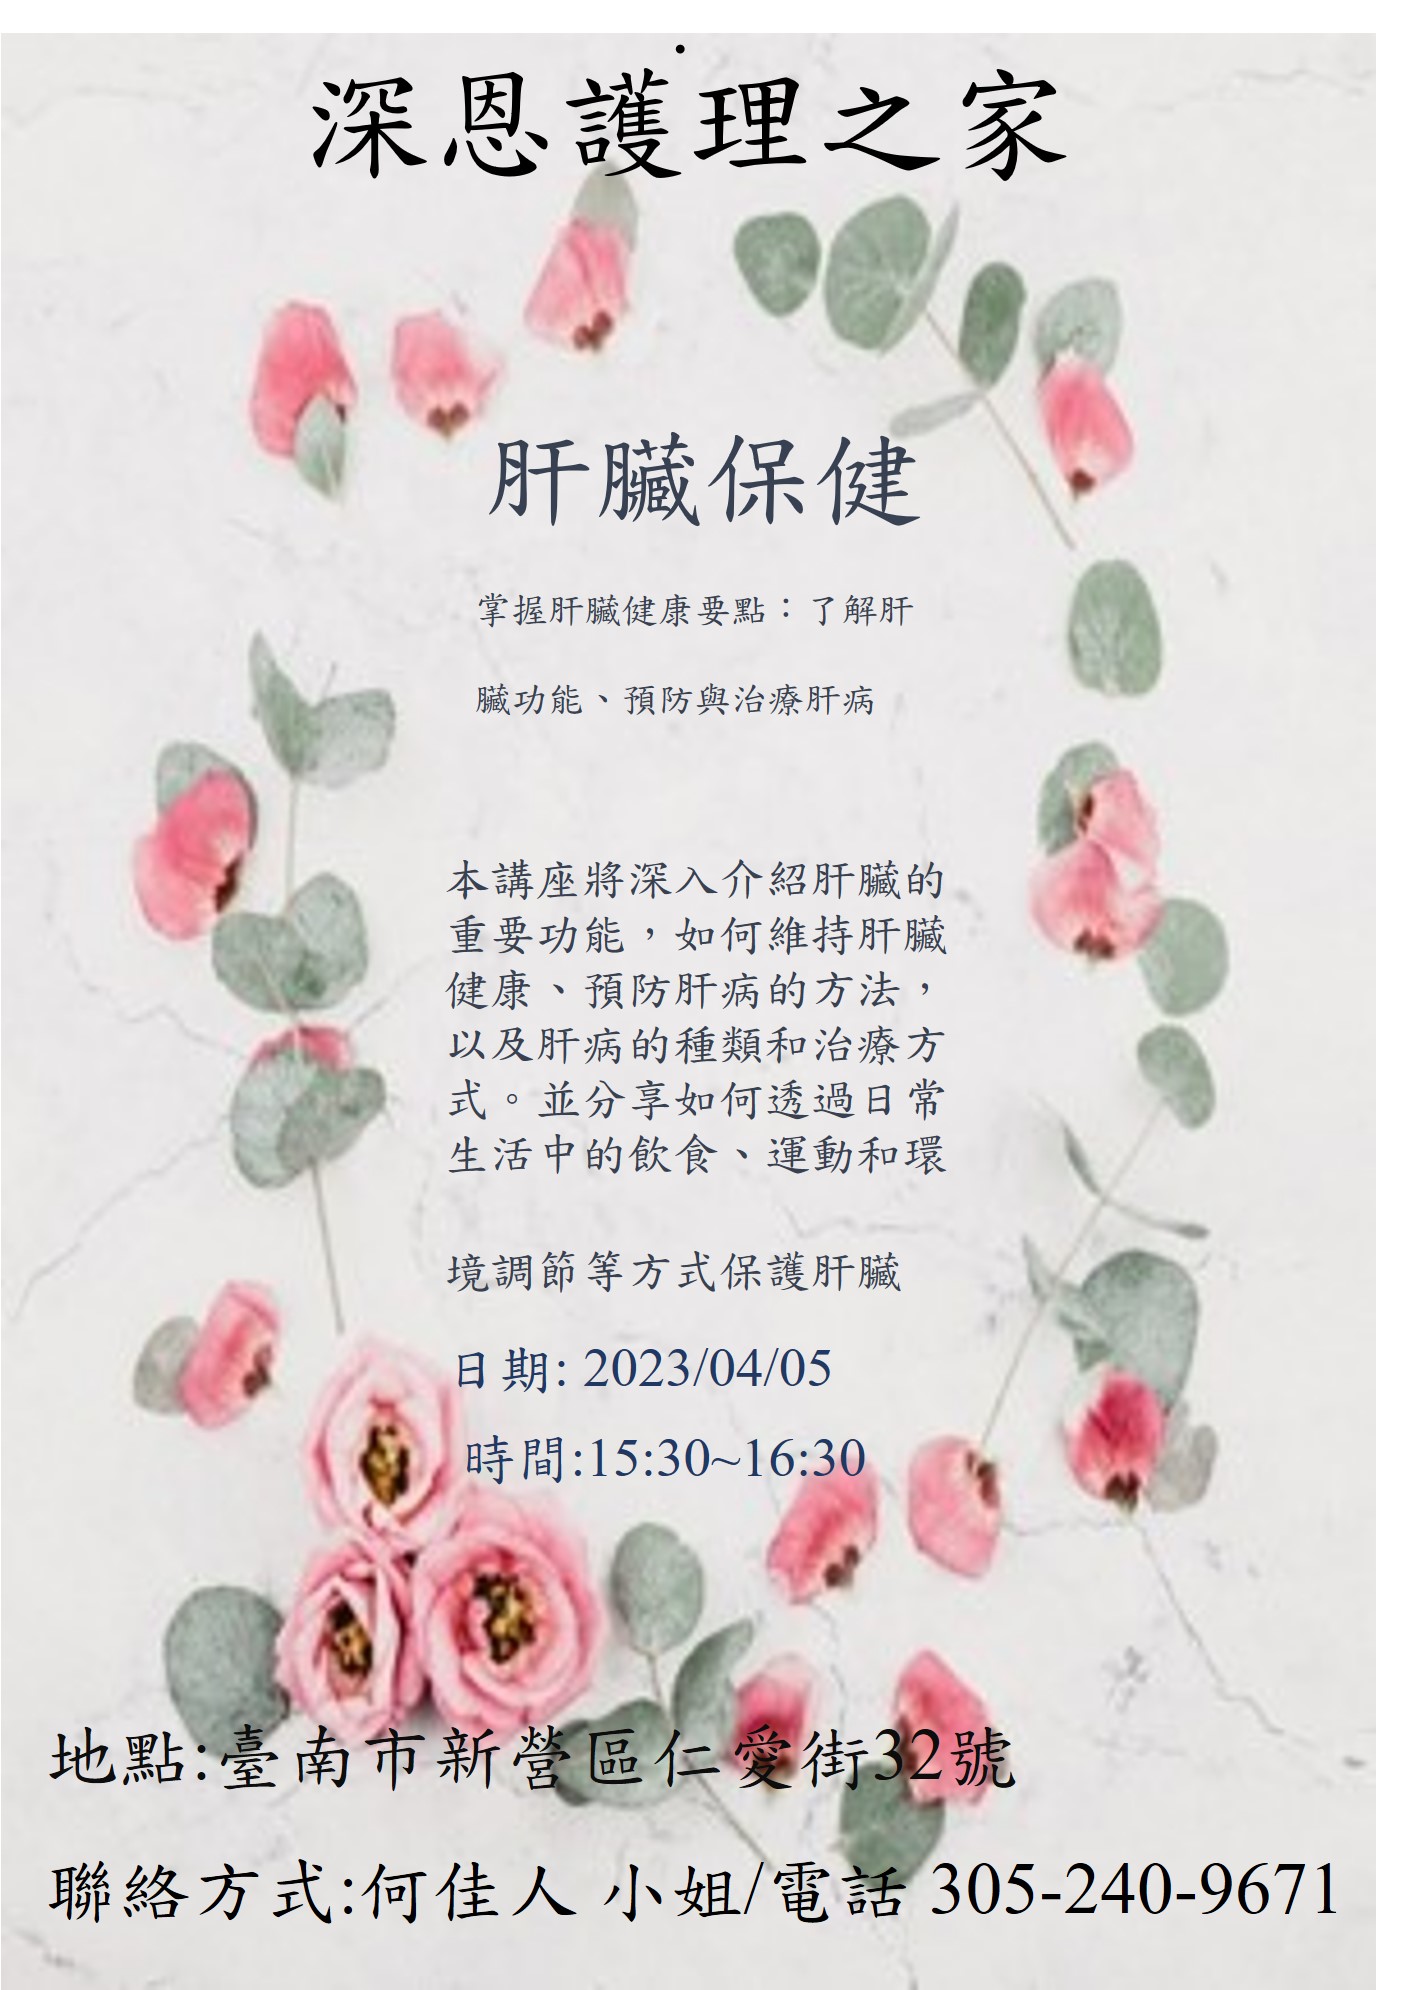 深恩護理之家
肝臟保健
掌握肝臟健康要點：了解肝
臟功能、預防與治療肝病
本講座將深入介紹肝臟的
重要功能，如何維持肝臟
健康、預防肝病的方法，
以及肝病的種類和治療方
式。並分享如何透過日常
生活中的飲食、運動和環
境調節等方式保護肝臟
日期: 2023/04/05
時間:15:30~16:30
地點:臺南市新營區仁愛街32號
聯絡方式:何佳人 小姐/電話 305-240-9671